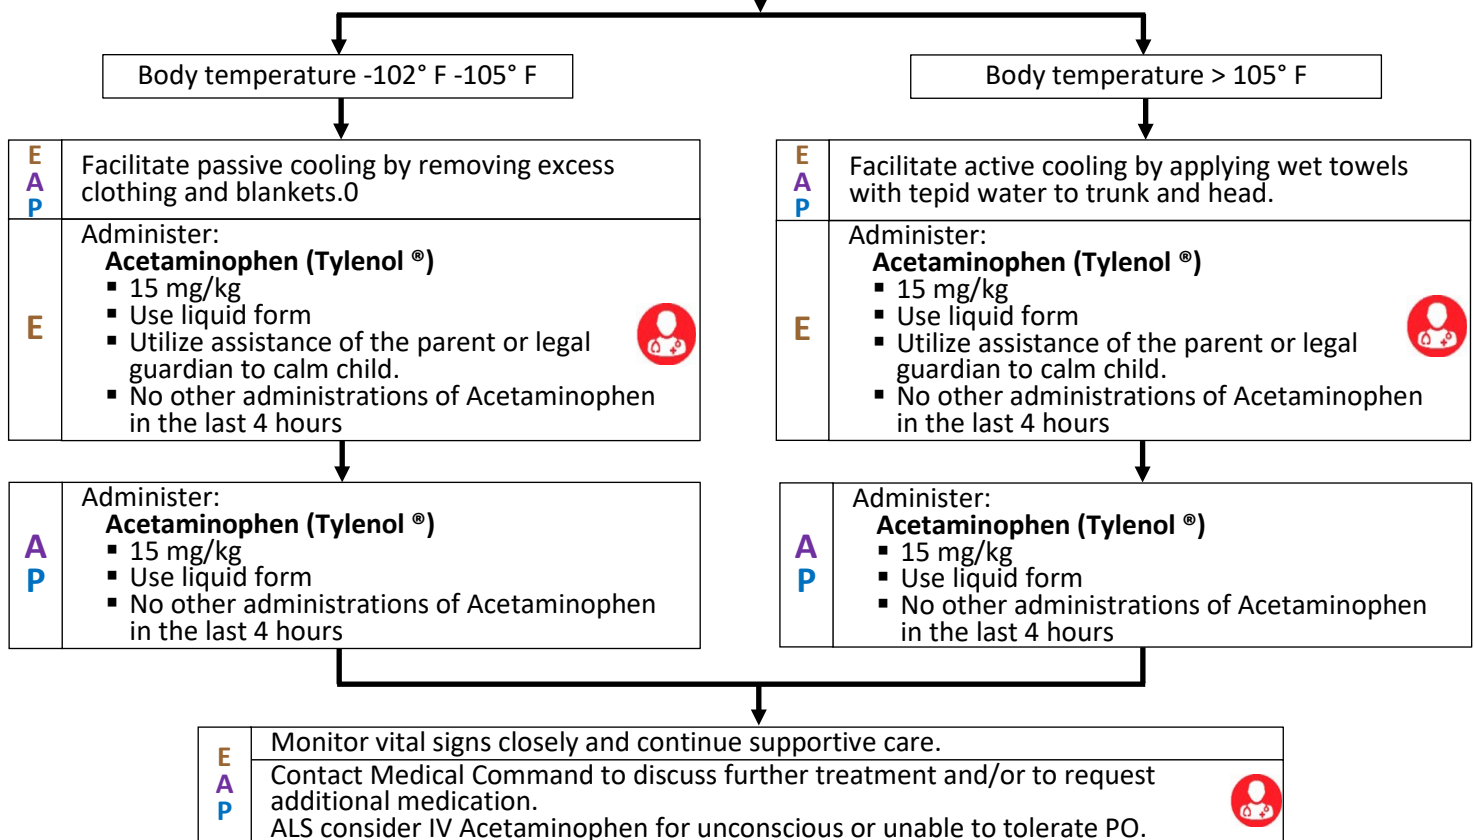 Body temperature -102° F -105° F
Body temperature > 105° F
E
A
P
Facilitate passive cooling by removing excess
clothing and blankets.0
E
Administer:
Acetaminophen (Tylenol ®)
▪ 15 mg/kg
▪ Use liquid form
▪ Utilize assistance of the parent or legal
guardian to calm child.
▪ No other administrations of Acetaminophen
in the last 4 hours
A
P
Administer:
Acetaminophen (Tylenol ®)
▪ 15 mg/kg
▪ Use liquid form
▪ No other administrations of Acetaminophen
in the last 4 hours
E
A
P
Facilitate active cooling by applying wet towels
with tepid water to trunk and head.
E
Administer:
Acetaminophen (Tylenol ®)
▪ 15 mg/kg
▪ Use liquid form
▪ Utilize assistance of the parent or legal
guardian to calm child.
▪ No other administrations of Acetaminophen
in the last 4 hours
A
P
Administer:
Acetaminophen (Tylenol ®)
▪ 15 mg/kg
▪ Use liquid form
▪ No other administrations of Acetaminophen
in the last 4 hours
E
A
P
Monitor vital signs closely and continue supportive care.
Contact Medical Command to discuss further treatment and/or to request
additional medication.
ALS consider IV Acetaminophen for unconscious or unable to tolerate PO.